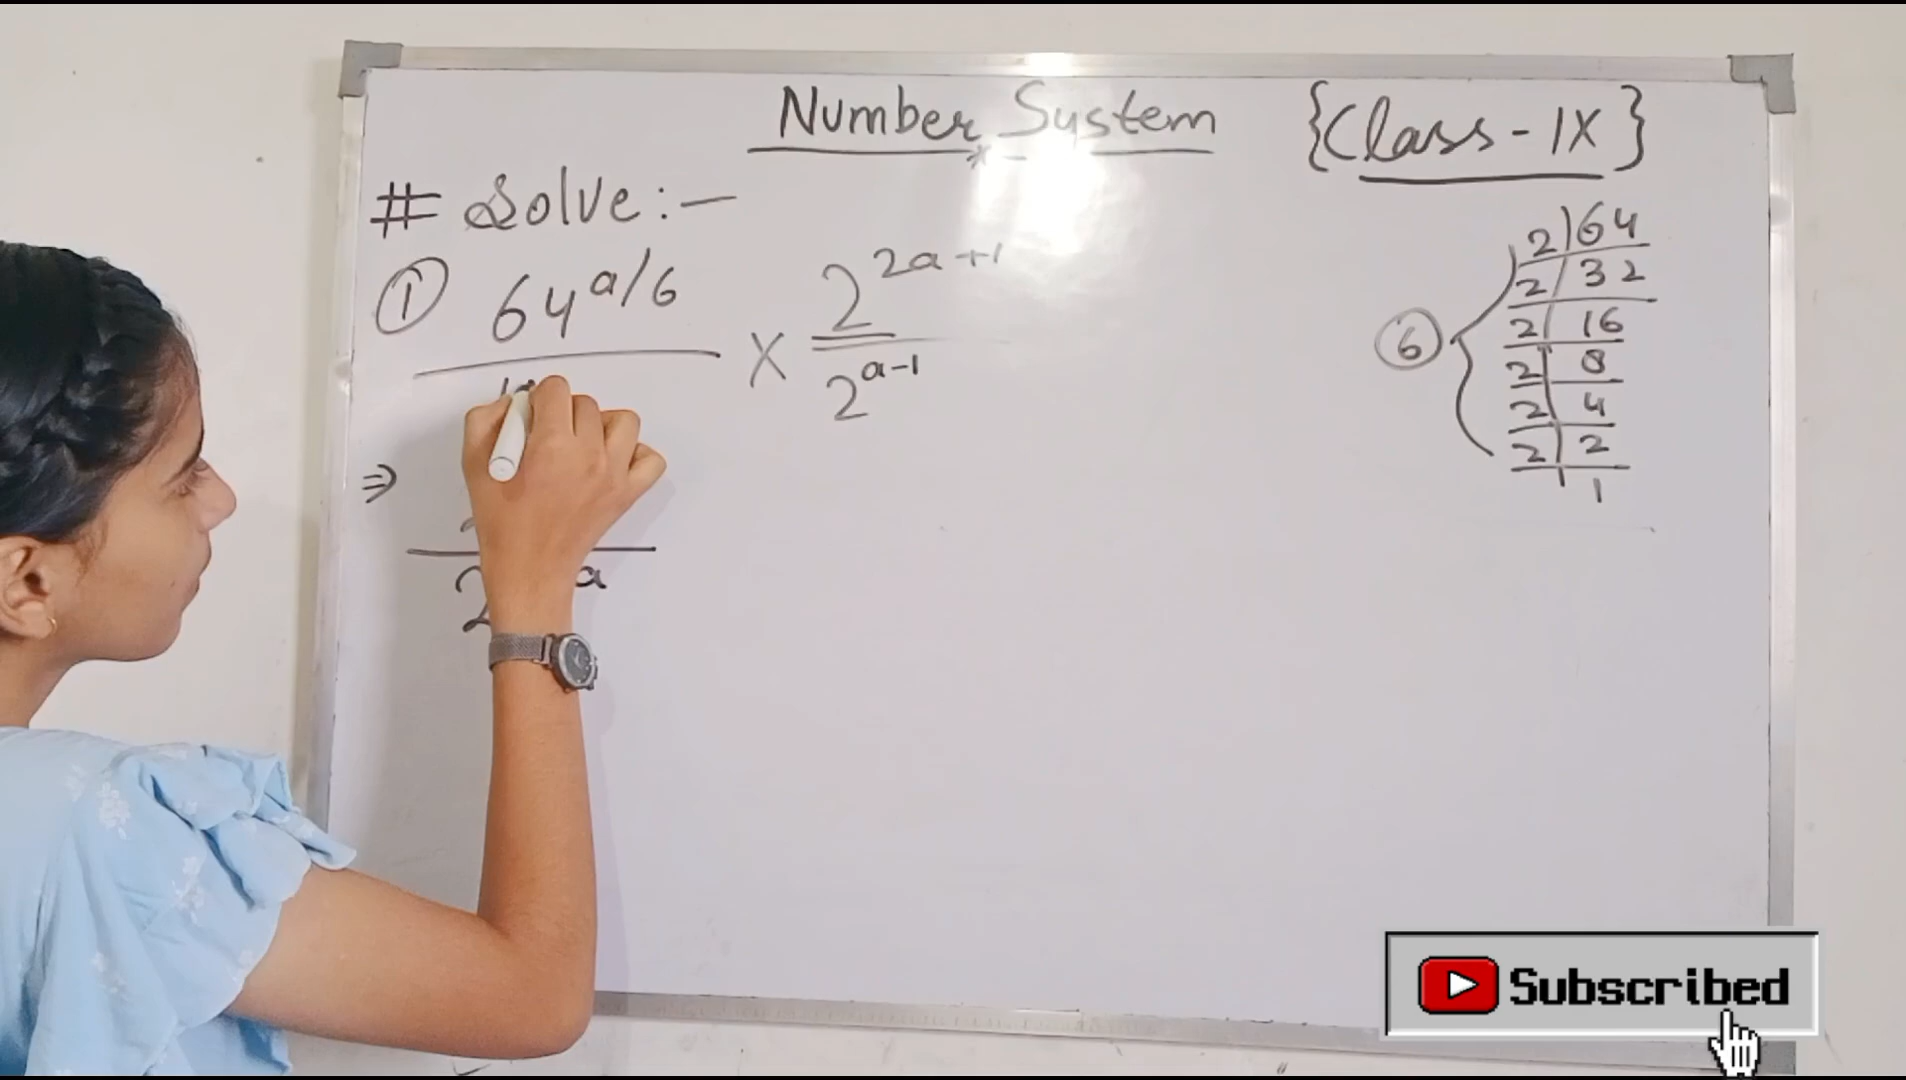 Number System {Class - IX}
# Solve :-
① 64^a/6 × 2^2a+1
2^a-1
⇒
2 a
2 64
2 32
2 16
2 8
2 4
2 2
1
⑥
Subscribed